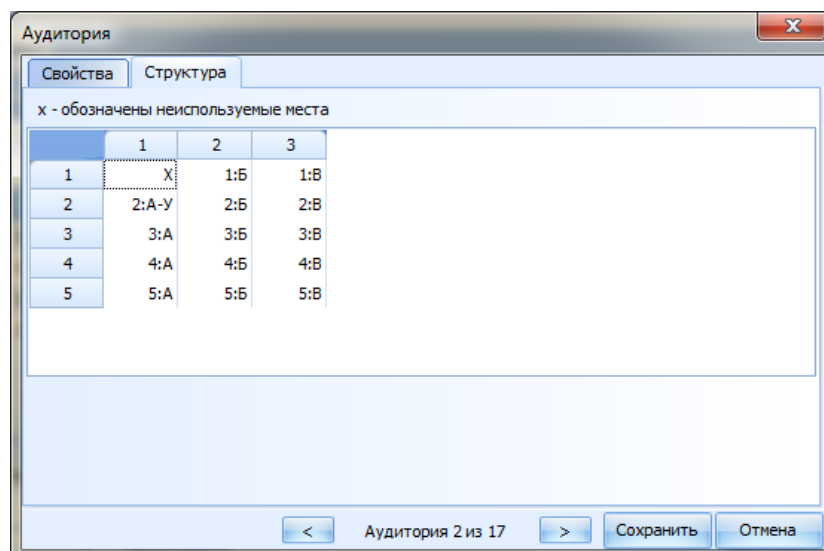 Аудитория
Свойства Структура
х - обозначены неиспользуемые места
1 2 3
1 X 1:Б 1:В
2 2:А-У 2:Б 2:В
3 3:А 3:Б 3:В
4 4:А 4:Б 4:В
5 5:А 5:Б 5:В
< Аудитория 2 из 17 > Сохранить Отмена